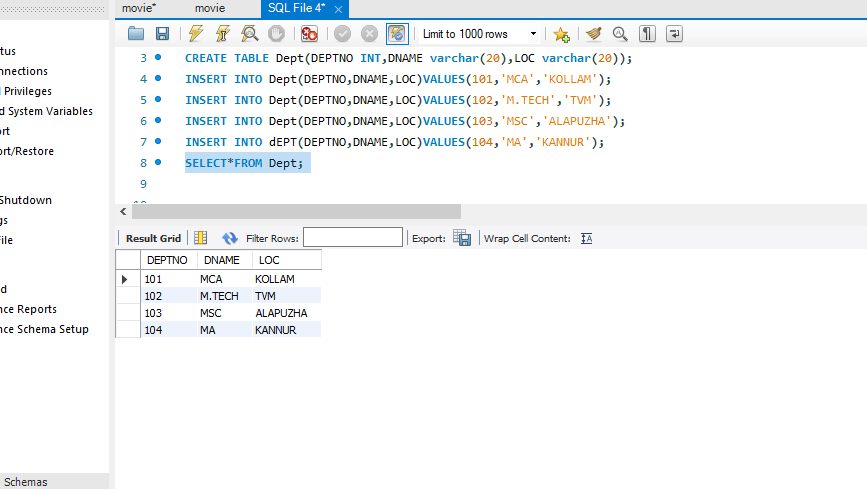 movie* movie SQL File 4*
Limit to 1000 rows
tus
nnections
l Privileges
d System Variables
ort
ort/Restore
Shutdown
gs
File
d
nce Reports
nce Schema Setup
Schemas
3 CREATE TABLE Dept(DEPTNO INT,DNAME varchar(20),LOC varchar(20));
4 INSERT INTO Dept(DEPTNO,DNAME,LOC)VALUES(101,'MCA','KOLLAM');
5 INSERT INTO Dept(DEPTNO,DNAME,LOC)VALUES(102,'M.TECH','TVM');
6 INSERT INTO Dept(DEPTNO,DNAME,LOC)VALUES(103,'MSC','ALAPUZHA');
7 INSERT INTO dEPT(DEPTNO,DNAME,LOC)VALUES(104,'MA','KANNUR');
8 SELECT*FROM Dept;
9
Result Grid Filter Rows: Export: Wrap Cell Content: IA
DEPTNO DNAME LOC
101 MCA KOLLAM
102 M.TECH TVM
103 MSC ALAPUZHA
104 MA KANNUR